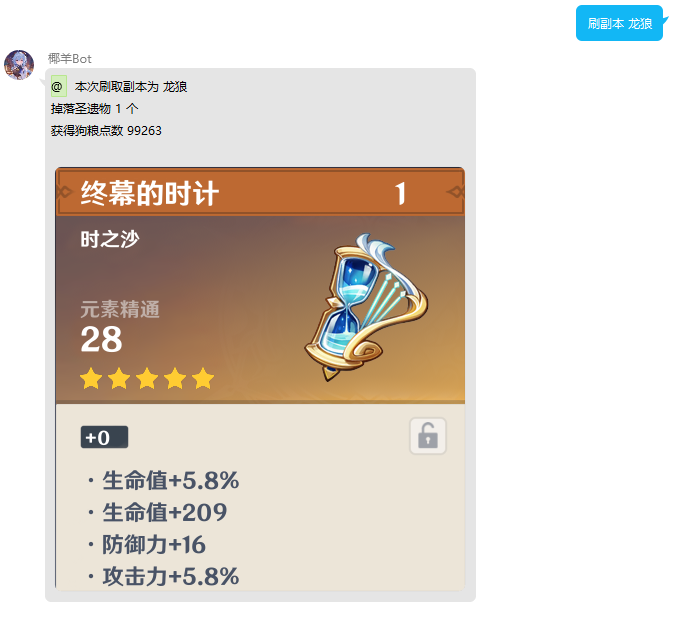 刷副本 龙狼
椰羊Bot
@ 本次刷取副本为 龙狼
掉落圣遗物 1 个
获得狗粮点数 99263
终幕的时计 1
时之沙
元素精通
28
+0
·生命值+5.8%
·生命值+209
·防御力+16
·攻击力+5.8%